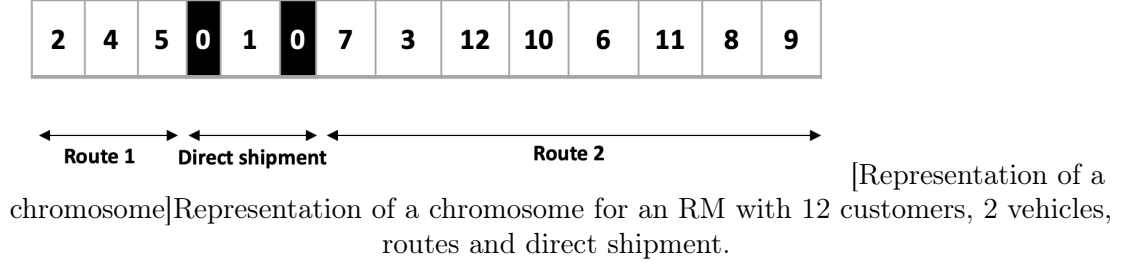 2 4 5 0 1 0 7 3 12 10 6 11 8 9
Route 1 Direct shipment Route 2
[Representation of a
chromosome]Representation of a chromosome for an RM with 12 customers, 2 vehicles,
routes and direct shipment.